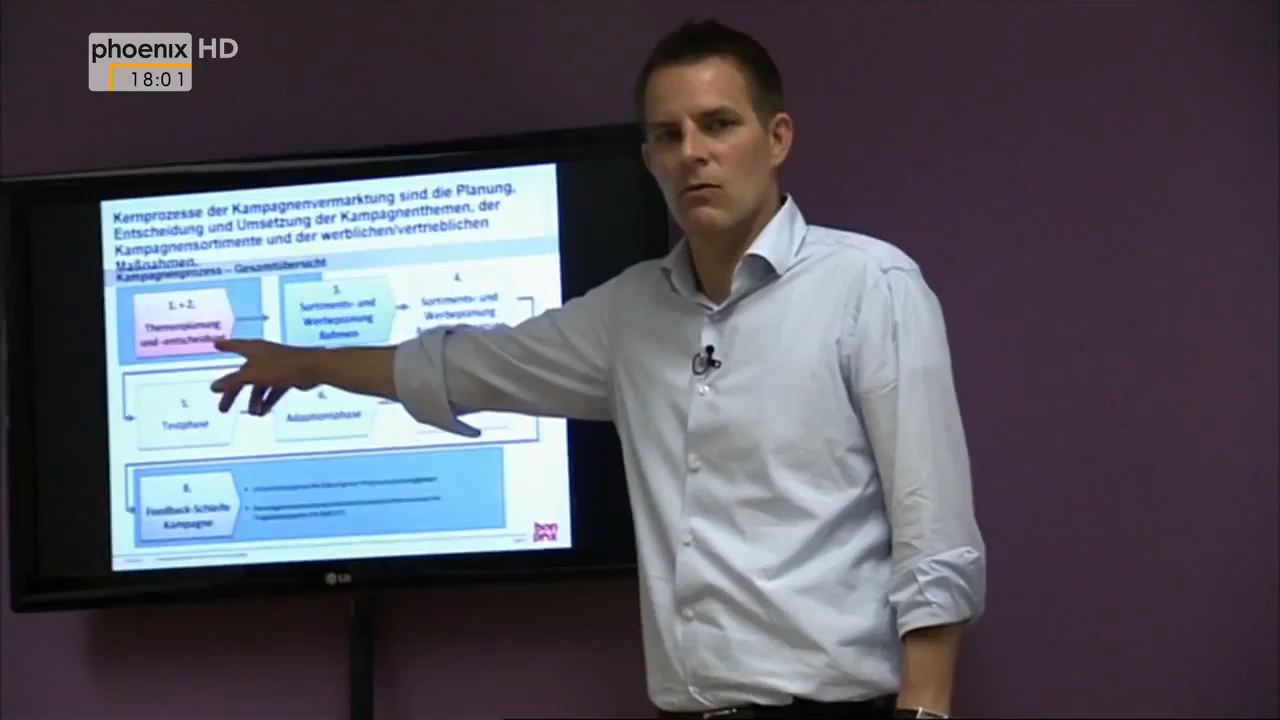 phoenix HD
18:01
Kernprozesse der Kampagnenvermarktung sind die Planung,
Entscheidung und Umsetzung der Kampagnenthemen, der
Kampagnensortimente und der werblichen/vertrieblichen
Maßnahmen.
Kampagnenprozess – Gesamtübersicht
1. + 2.
Themenplanung
und -entscheidung
3.
Sortiments- und
Werbeplanung
Rahmen
4.
Sortiments- und
Werbeplanung
5.
Testphase
6.
Adaptionsphase
8.
Feedback-Schleife
Kampagne
bon
prix
LG